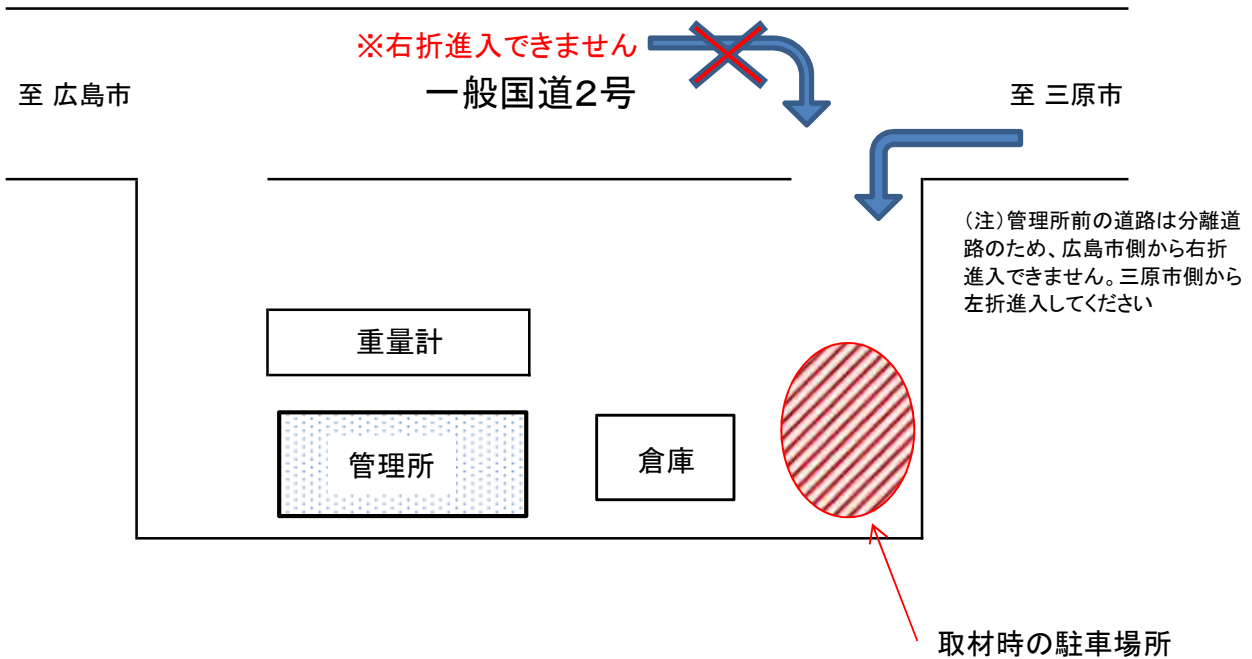 ※右折進入できません
一般国道2号
至 広島市
至 三原市
（注）管理所前の道路は分離道
路のため、広島市側から右折
進入できません。三原市側から
左折進入してください
重量計
管理所
倉庫
取材時の駐車場所